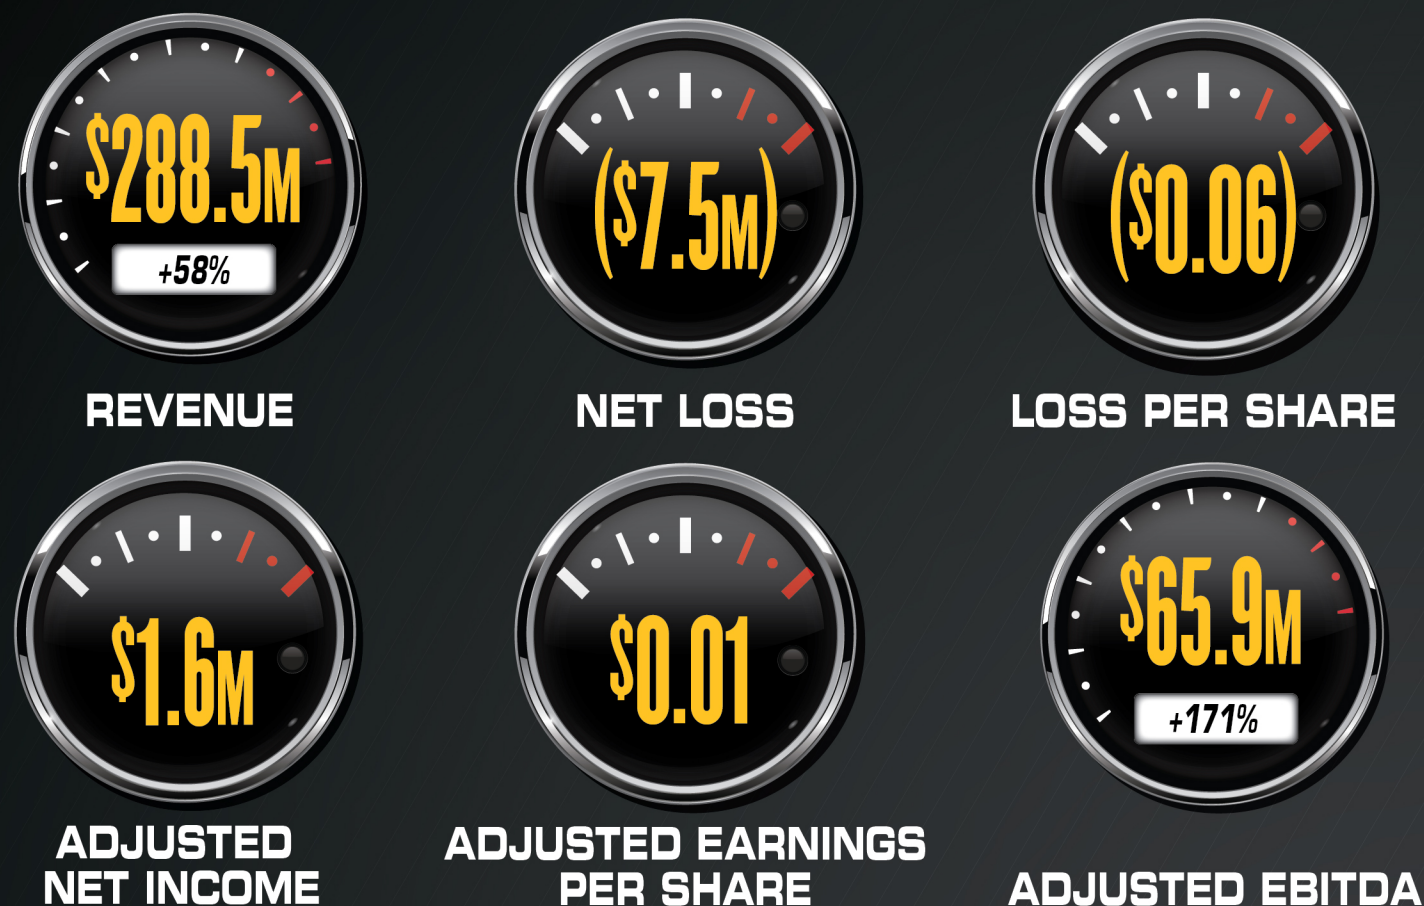 $288.5M
+58%
REVENUE
($7.5M)
NET LOSS
($0.06)
LOSS PER SHARE
$1.6M
ADJUSTED
NET INCOME
$0.01
ADJUSTED EARNINGS
PER SHARE
$65.9M
+171%
ADJUSTED EBITDA